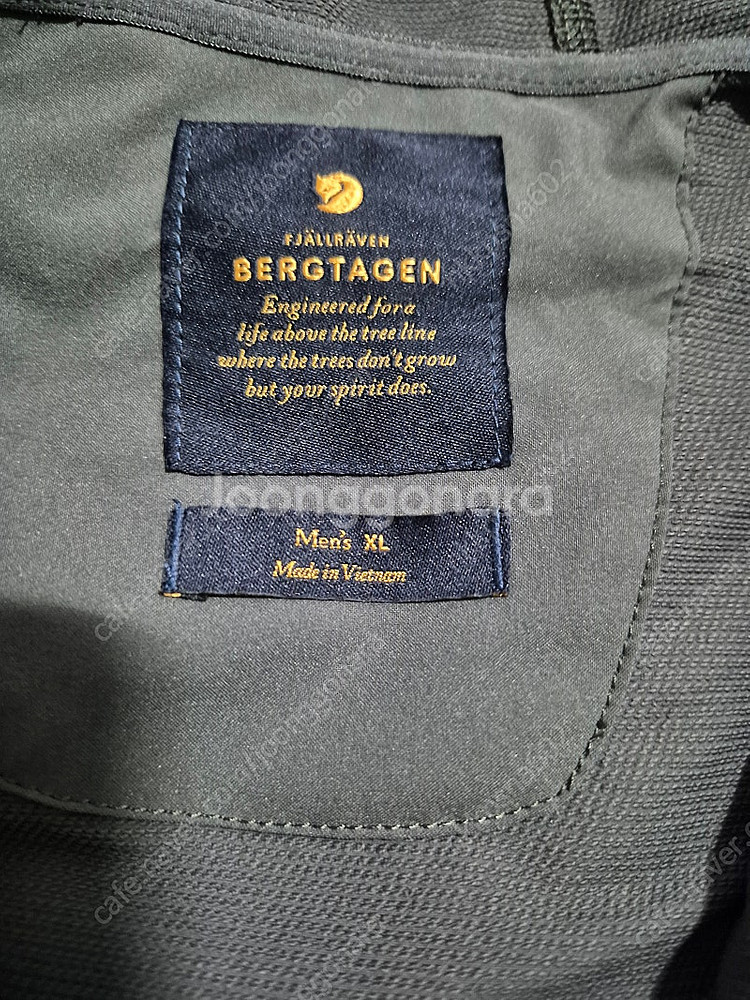 FJÄLLRÄVEN
BERGTAGEN
Engineered for a
life above the tree line
where the trees don't grow
but your spirit does.
Joonggonara
Men's XL
Made in Vietnam